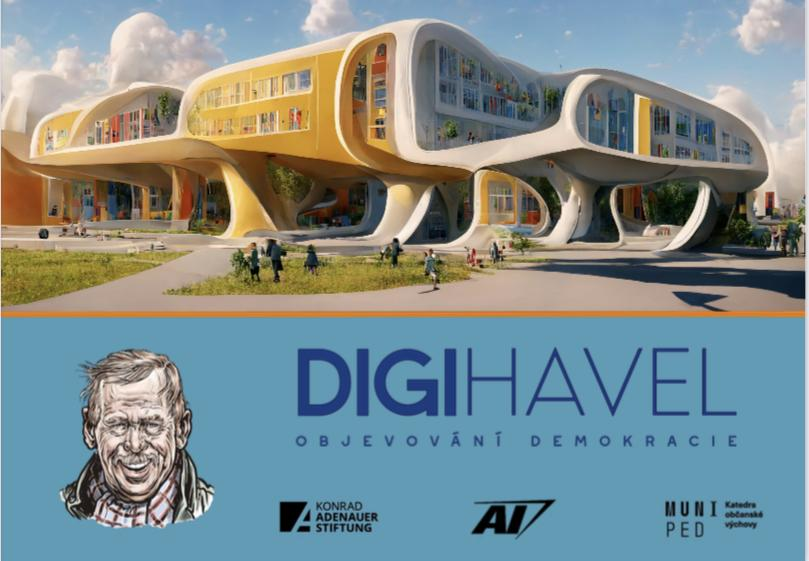 DIGIHAVEL
OBJEVOVÁNÍ DEMOKRACIE
KONRAD
ADENAUER
STIFTUNG
AI
MUNI
PED
Katedra
občanské
výchovy